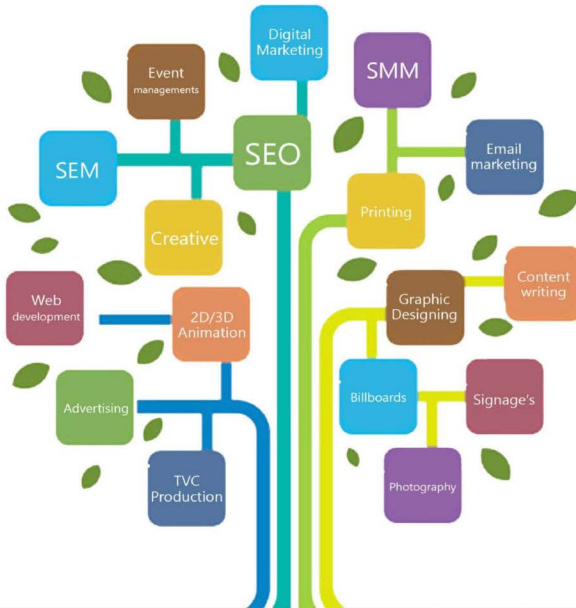 Digital
Marketing
Event
managements
SMM
SEO
SEM
Email
marketing
Creative
Printing
Content
writing
Web
development
2D/3D
Animation
Graphic
Designing
Advertising
Billboards
Signage's
TVC
Production
Photography